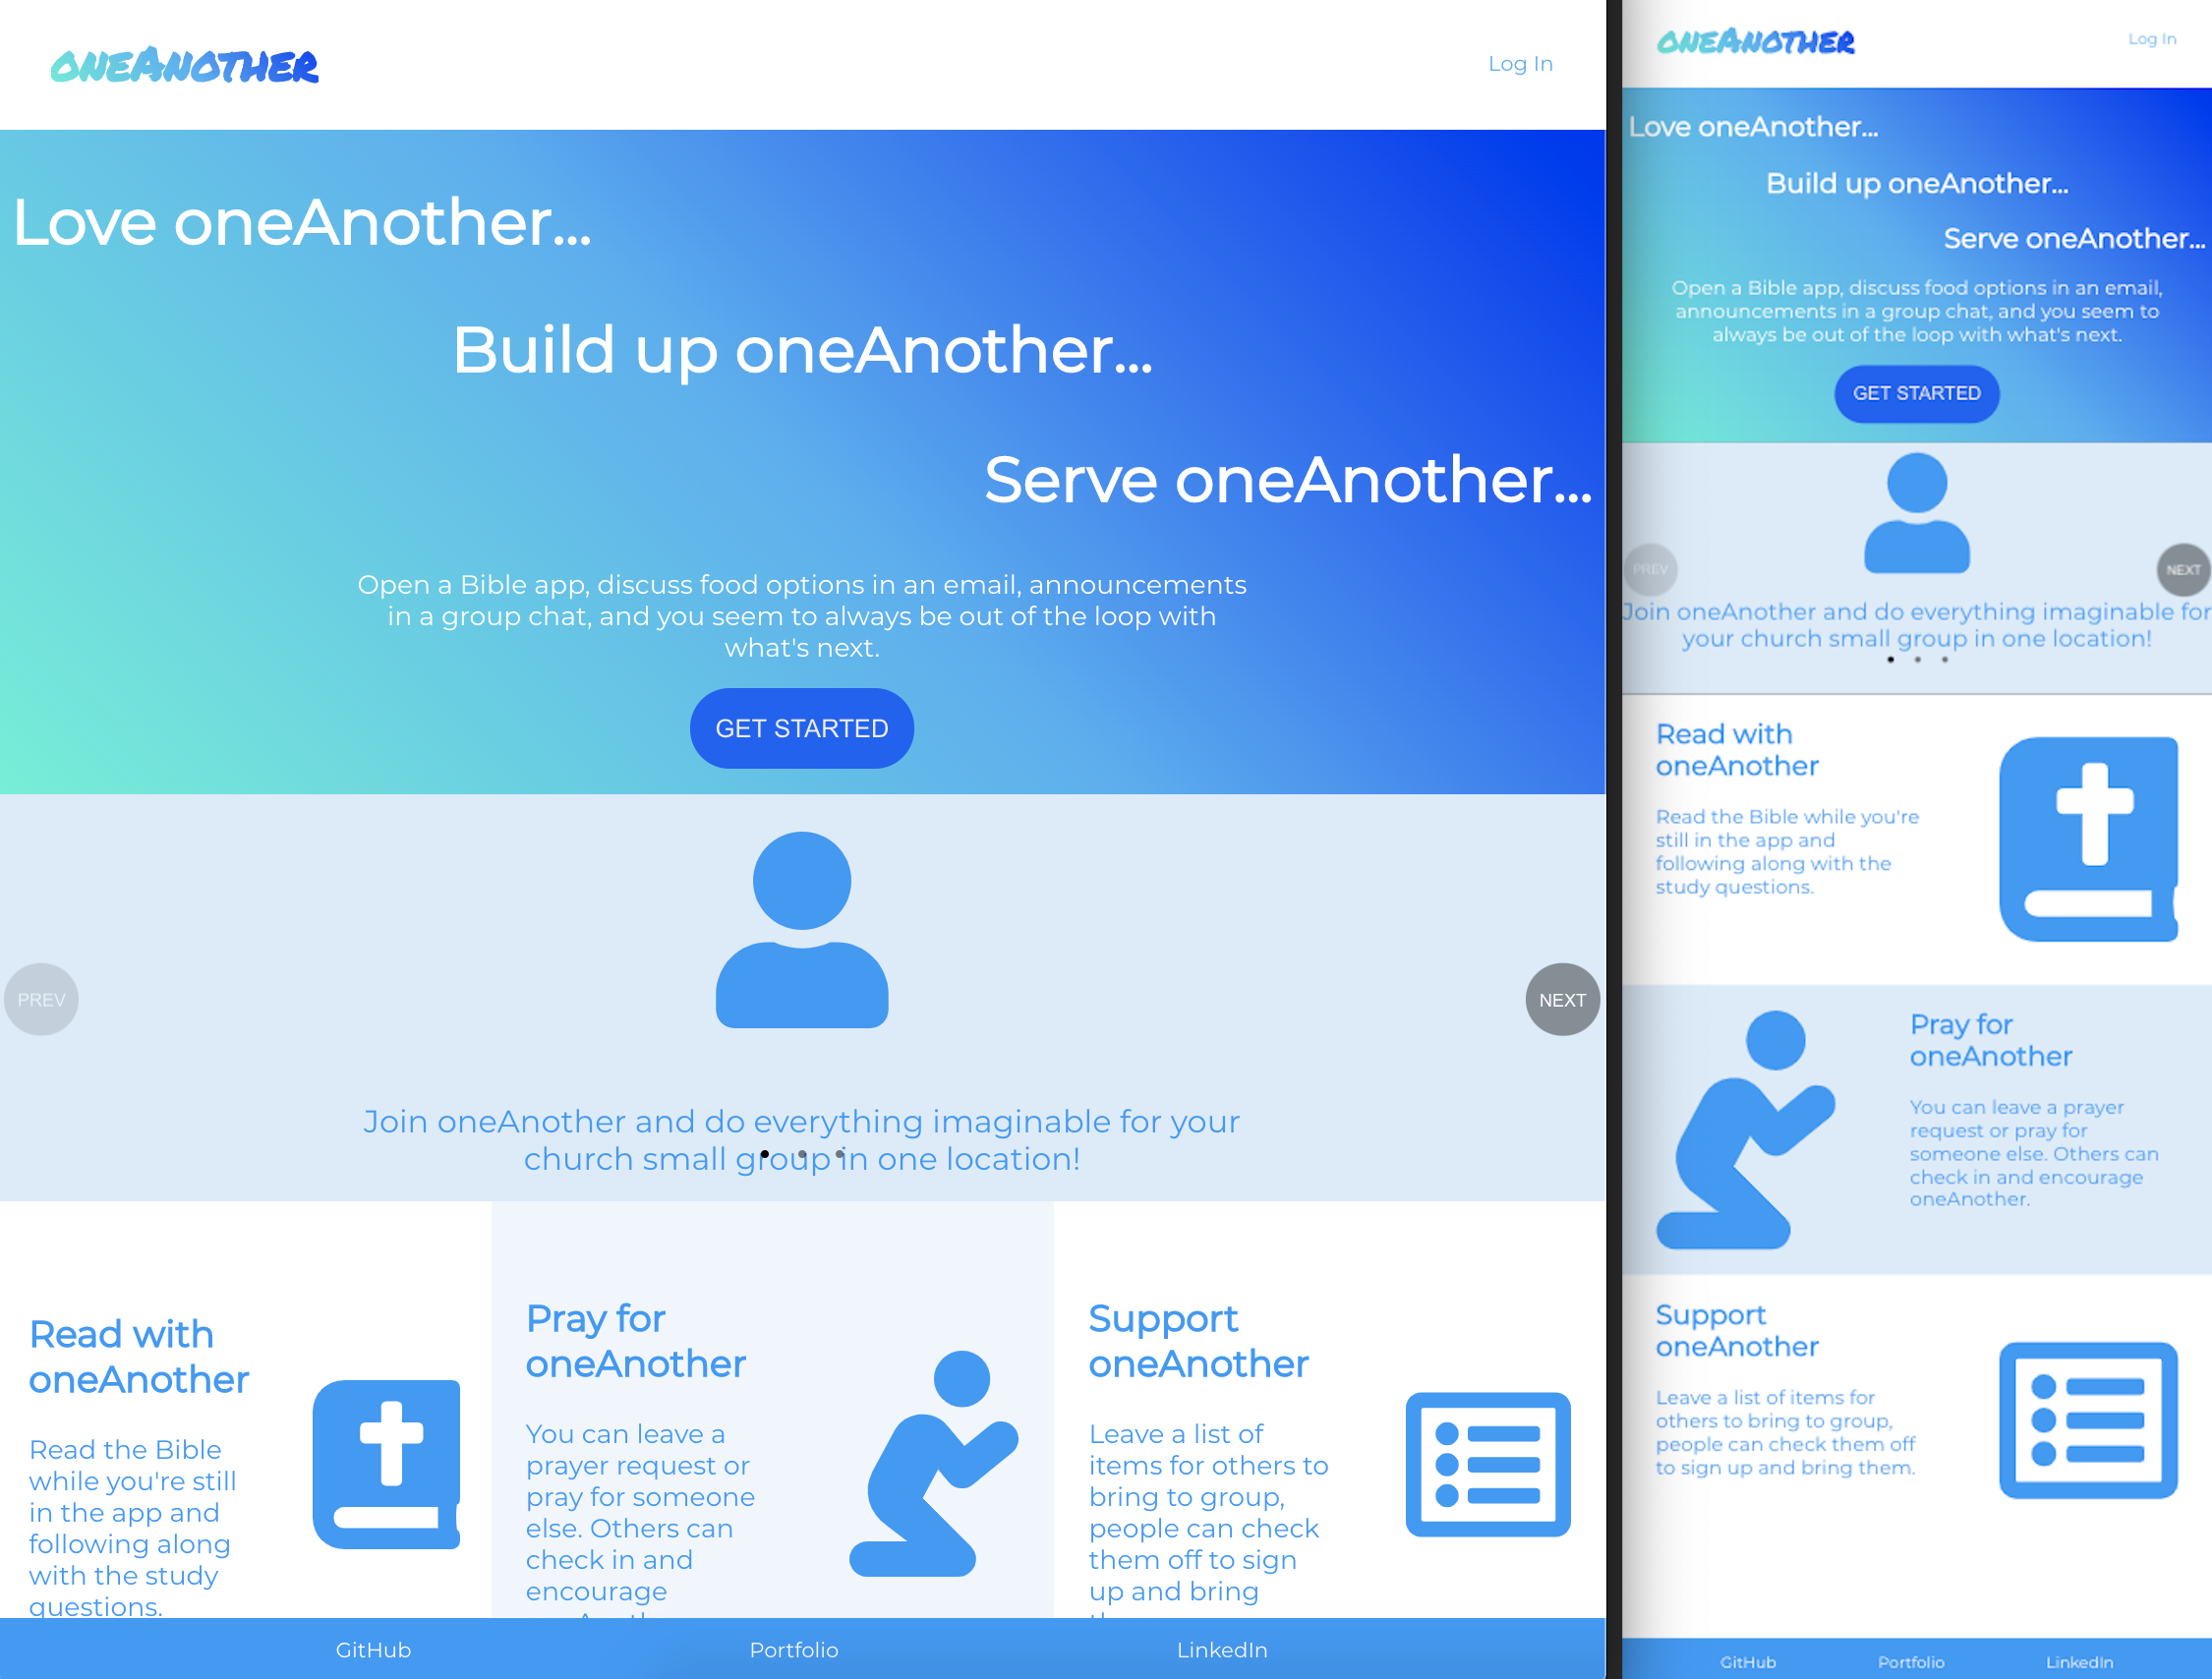 oneAnother
Log In
Love oneAnother...
Build up oneAnother...
Serve oneAnother...
Open a Bible app, discuss food options in an email, announcements
in a group chat, and you seem to always be out of the loop with
what's next.
GET STARTED
PREV
NEXT
Join oneAnother and do everything imaginable for your
church small group in one location!
Read with
oneAnother
Read the Bible
while you're still
in the app and
following along
with the study
questions.
Pray for
oneAnother
You can leave a
prayer request or
pray for someone
else. Others can
check in and
encourage
Support
oneAnother
Leave a list of
items for others to
bring to group,
people can check
them off to sign
up and bring
GitHub
Portfolio
LinkedIn
oneAnother
Log In
Love oneAnother...
Build up oneAnother...
Serve oneAnother...
Open a Bible app, discuss food options in an email,
announcements in a group chat, and you seem to
always be out of the loop with what's next.
GET STARTED
PREV
NEXT
Join oneAnother and do everything imaginable for
your church small group in one location!
Read with
oneAnother
Read the Bible while you're
still in the app and
following along with the
study questions.
Pray for
oneAnother
You can leave a prayer
request or pray for
someone else. Others can
check in and encourage
oneAnother.
Support
oneAnother
Leave a list of items for
others to bring to group,
people can check them off
to sign up and bring them.
GitHub
Portfolio
LinkedIn